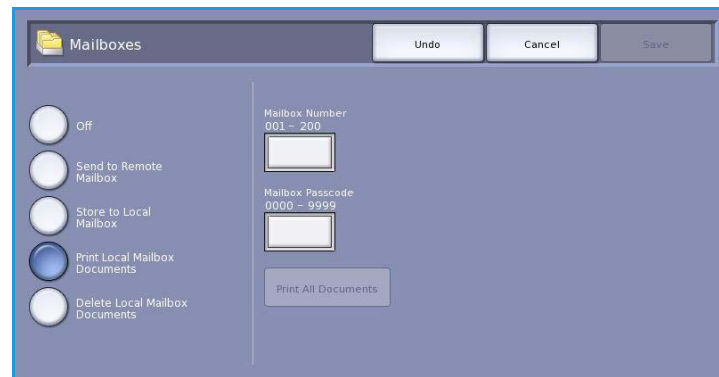 Mailboxes
Undo
Cancel
Save
Off
Send to Remote
Mailbox
Store to Local
Mailbox
Print Local Mailbox
Documents
Delete Local Mailbox
Documents
Mailbox Number
001 - 200
Mailbox Passcode
0000 - 9999
Print All Documents